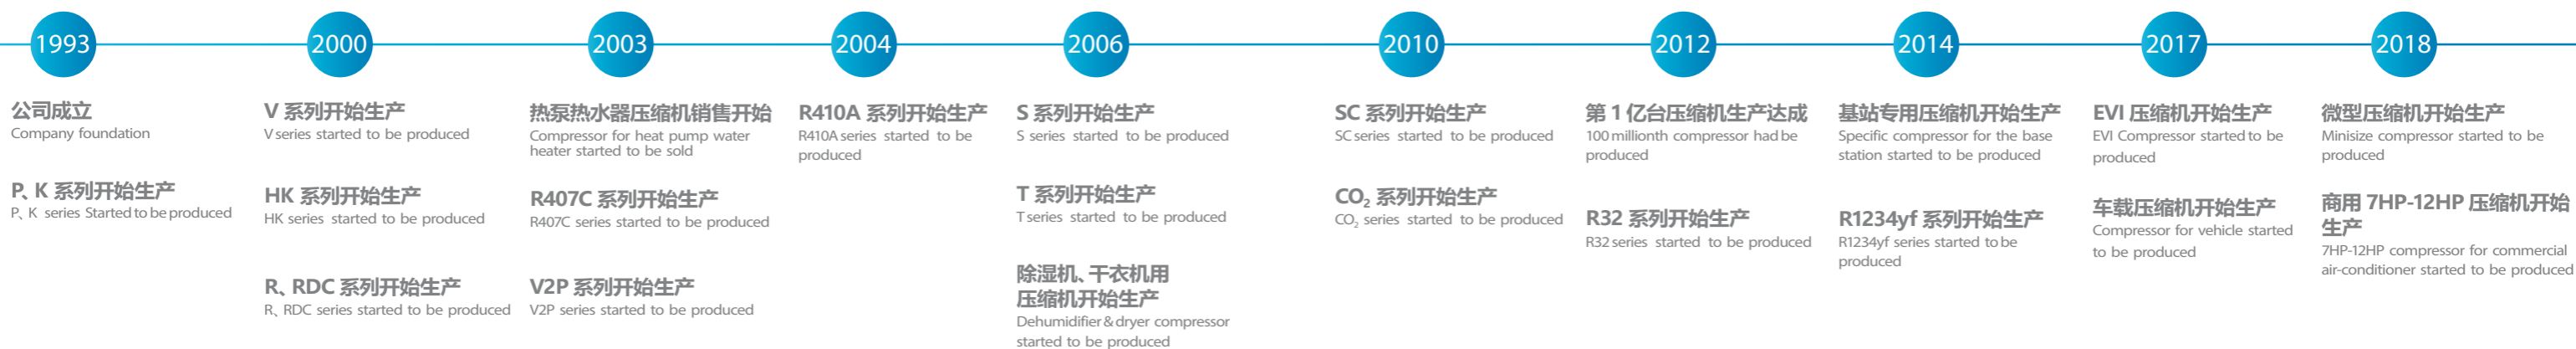 1993
公司成立
Company foundation
P、K 系列开始生产
P、K series Started to be produced
2000
V 系列开始生产
V series started to be produced
HK 系列开始生产
HK series started to be produced
R、RDC 系列开始生产
R、RDC series started to be produced
2003
热泵热水器压缩机销售开始
Compressor for heat pump water
heater started to be sold
R407C 系列开始生产
R407C series started to be produced
V2P 系列开始生产
V2P series started to be produced
2004
R410A 系列开始生产
R410A series started to be
produced
2006
S 系列开始生产
S series started to be produced
T 系列开始生产
T series started to be produced
除湿机、干衣机用
压缩机开始生产
Dehumidifier & dryer compressor
started to be produced
2010
SC 系列开始生产
SC series started to be produced
CO₂ 系列开始生产
CO₂ series started to be produced
2012
第 1 亿台压缩机生产达成
100 millionth compressor had be
produced
R32 系列开始生产
R32 series started to be produced
2014
基站专用压缩机开始生产
Specific compressor for the base
station started to be produced
R1234yf 系列开始生产
R1234yf series started to be
produced
2017
EVI 压缩机开始生产
EVI Compressor started to be
produced
车载压缩机开始生产
Compressor for vehicle started
to be produced
2018
微型压缩机开始生产
Minisize compressor started to be
produced
商用 7HP-12HP 压缩机开始
生产
7HP-12HP compressor for commercial
air-conditioner started to be produced